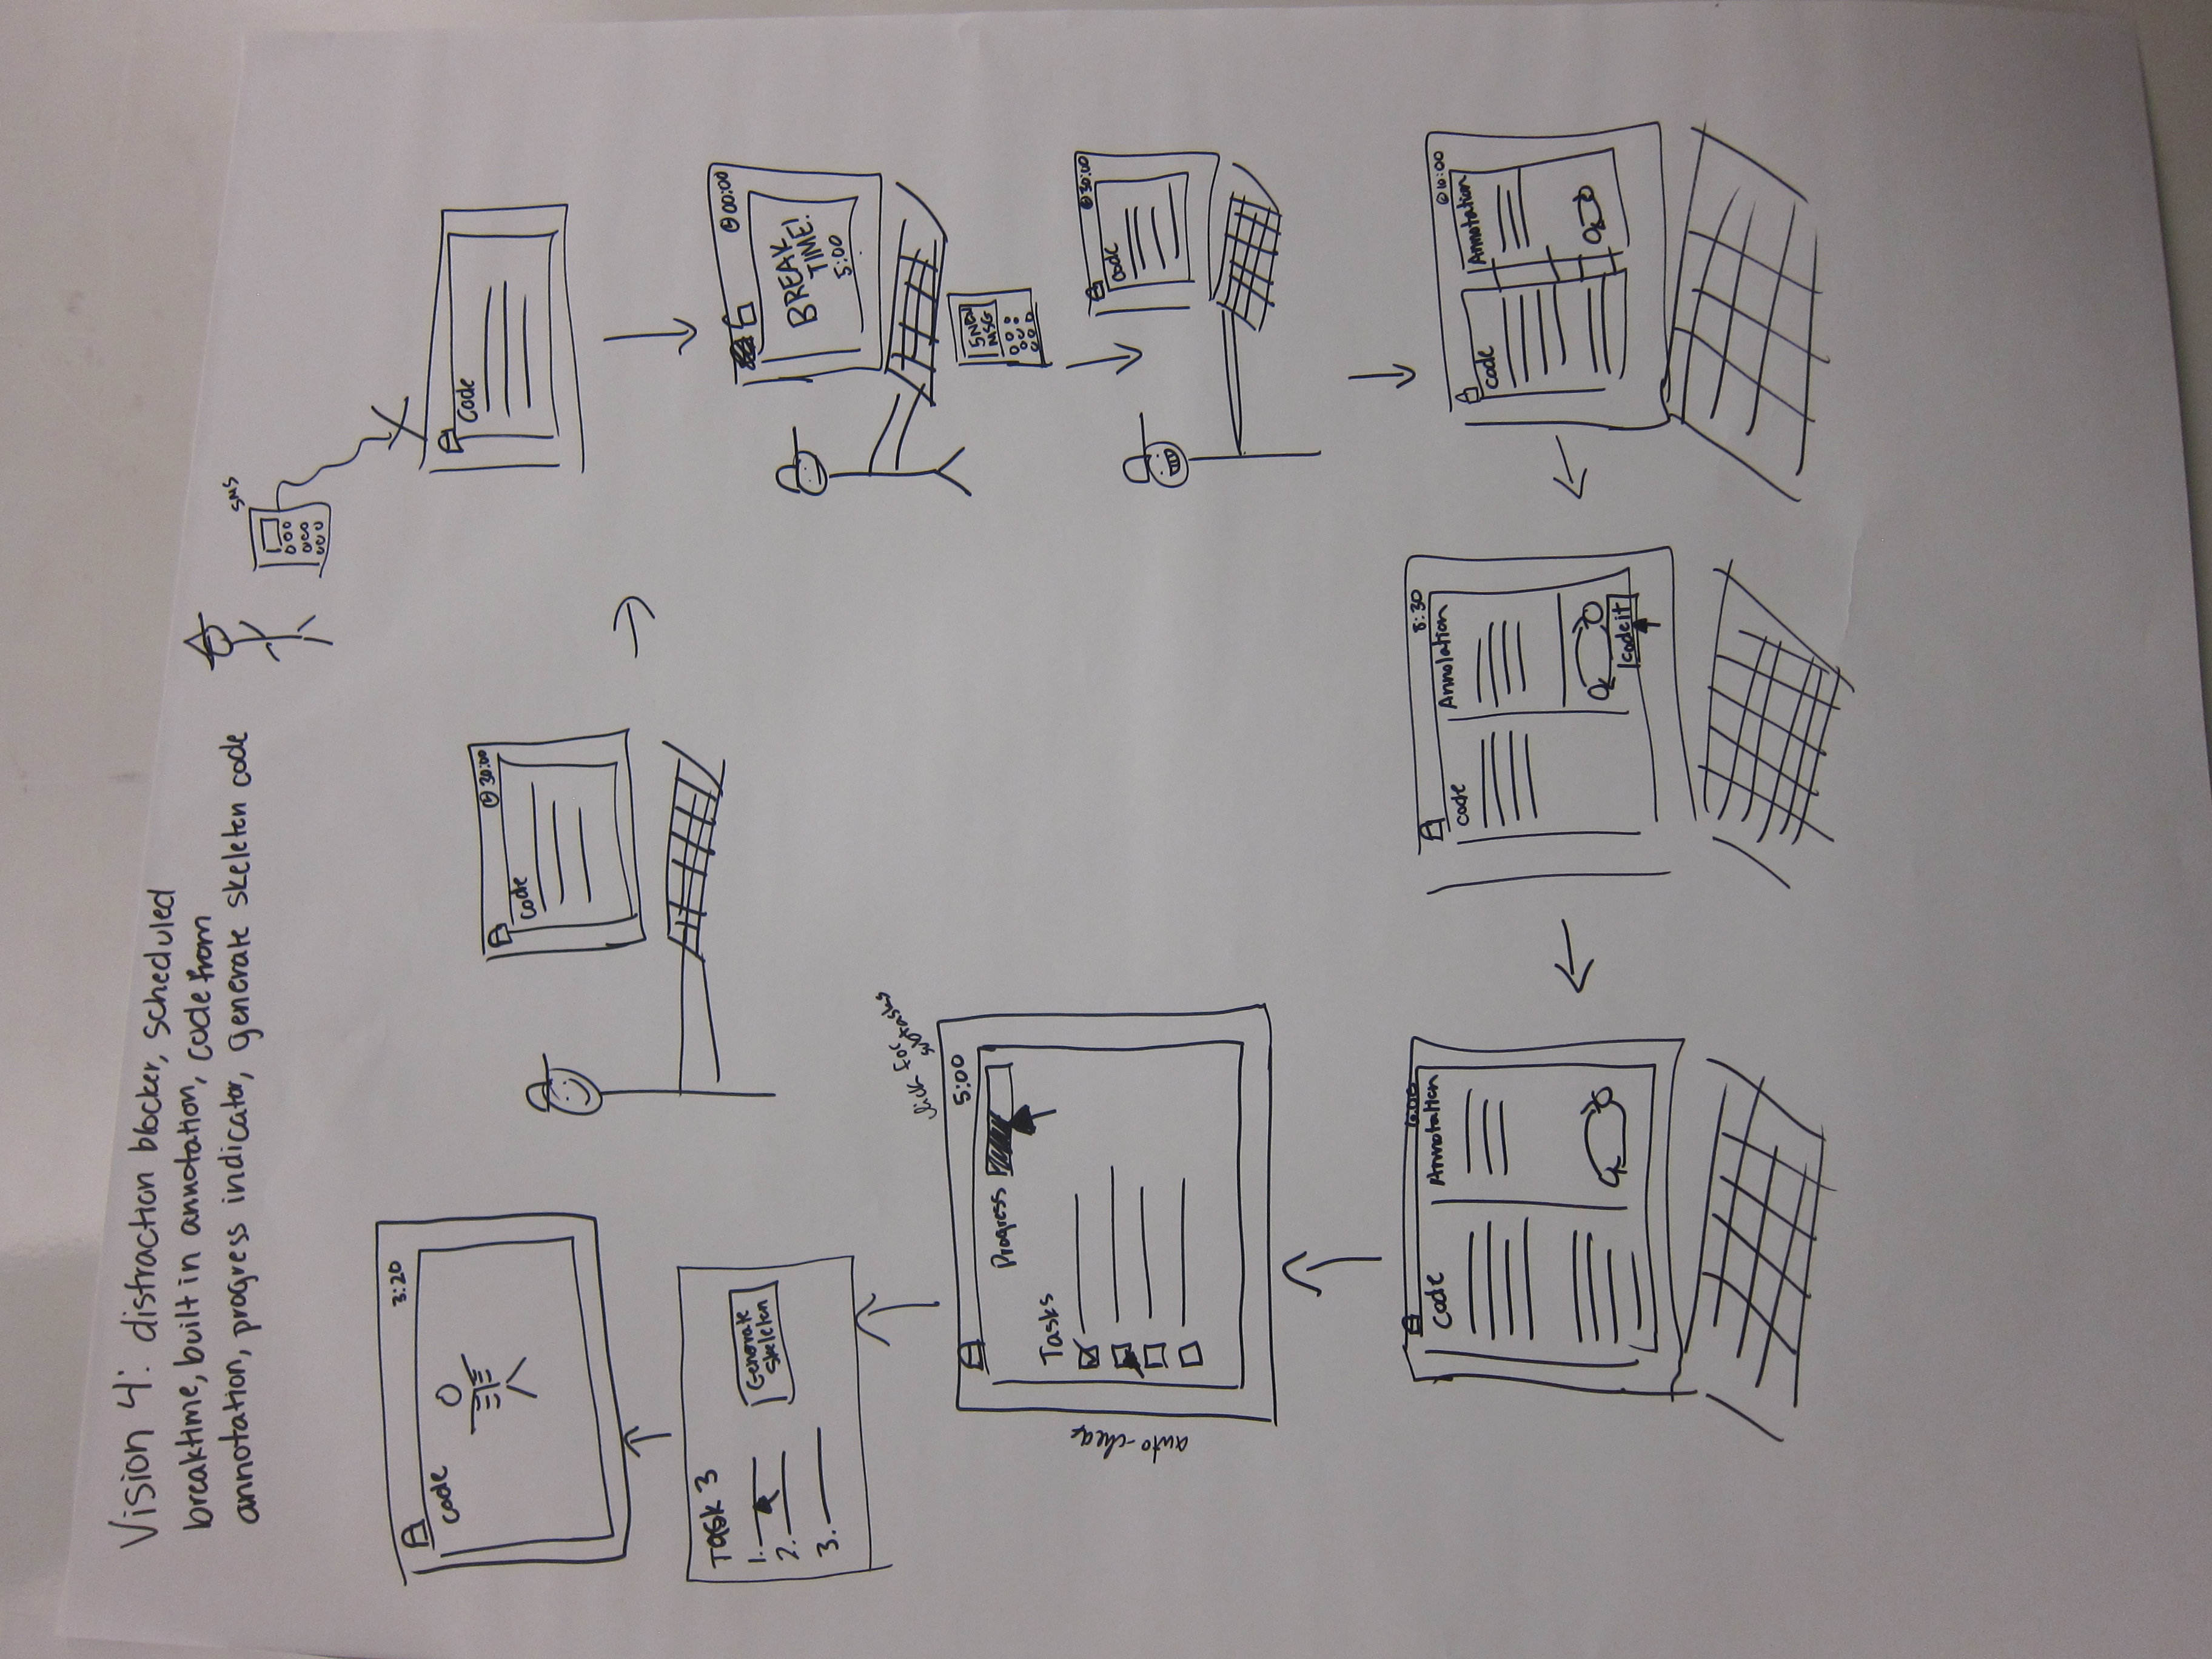 Vision 4: distraction blocker, scheduled
breaktime, built in annotation, code from
annotation, progress indicator, generate skeleton code
SMS
3:20
code
30:00
code
Code
Task 3
1.
2.
3.
Generate
Skeleton
00:00
BREAK
TIME!
5:00
click for
subtasks
5:00
Progress
Tasks
auto-check
5 NEW
MSG
30:00
code
6:00
Code
Annotation
8:30
code
Annotation
code it
10:00
code
Annotation